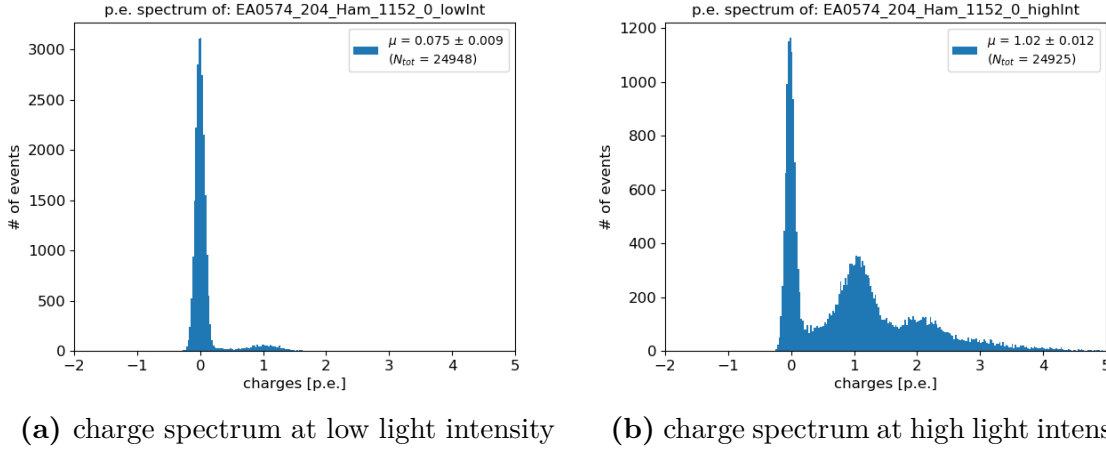 p.e. spectrum of: EA0574_204_Ham_1152_0_lowInt
μ = 0.075 ± 0.009
(N_tot = 24948)
# of events
3000
2500
2000
1500
1000
500
0
−2 −1 0 1 2 3 4 5
charges [p.e.]
(a) charge spectrum at low light intensity
p.e. spectrum of: EA0574_204_Ham_1152_0_highInt
μ = 1.02 ± 0.012
(N_tot = 24925)
# of events
1200
1000
800
600
400
200
0
−2 −1 0 1 2 3 4 5
charges [p.e.]
(b) charge spectrum at high light intens